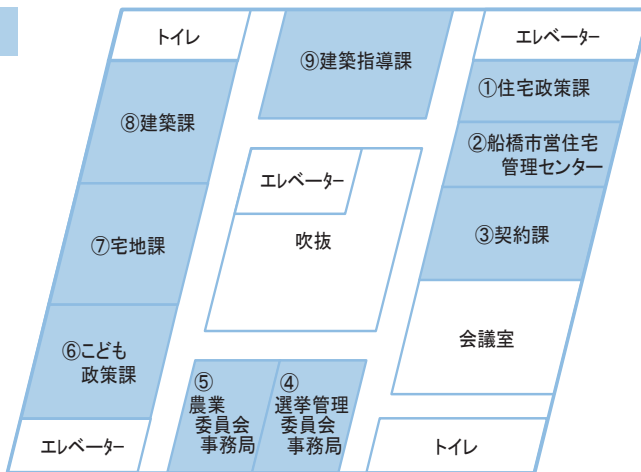 トイレ
⑨建築指導課
エレベーター
①住宅政策課
⑧建築課
②船橋市営住宅
管理センター
エレベーター
③契約課
⑦宅地課
吹抜
会議室
⑥こども
政策課
⑤
農業
委員会
事務局
④
選挙管理
委員会
事務局
エレベーター
トイレ